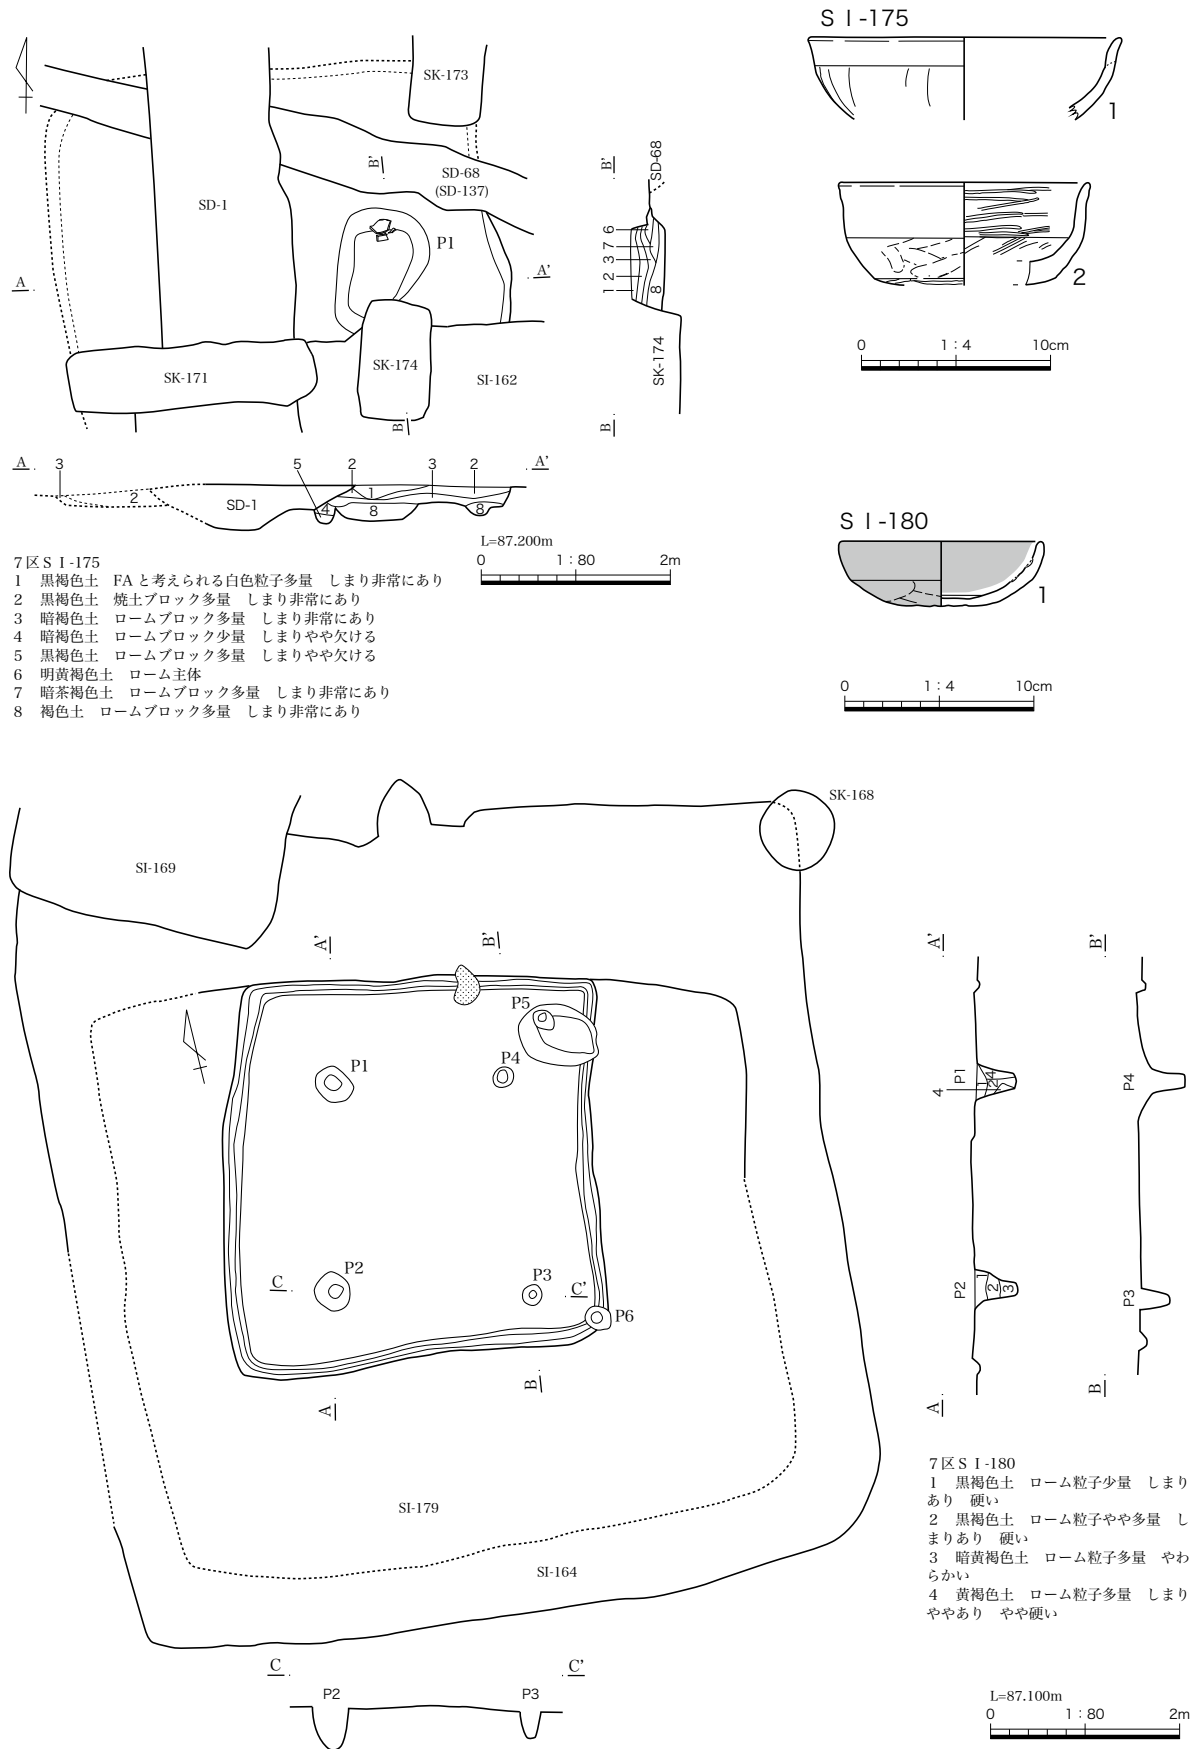 ＳＩ-175
SK-173
1
B'
SD-68
(SD-137)
B'
SD-68
SD-1
P1
A
A'
6
7
3
2
1
8
2
0 1：4 10cm
SK-171
SK-174
SI-162
SK-174
B
B
A 3 5 2 3 2 A'
2 SD-1 4 1 8 8
L=87.200m
0 1：80 2m
7区ＳＩ-175
1　黒褐色土　FAと考えられる白色粒子多量　しまり非常にあり
2　黒褐色土　焼土ブロック多量　しまり非常にあり
3　暗褐色土　ロームブロック多量　しまり非常にあり
4　暗褐色土　ロームブロック少量　しまりやや欠ける
5　黒褐色土　ロームブロック多量　しまりやや欠ける
6　明黄褐色土　ローム主体
7　暗茶褐色土　ロームブロック多量　しまり非常にあり
8　褐色土　ロームブロック多量　しまり非常にあり
ＳＩ-180
1
0 1：4 10cm
SK-168
SI-169
A'
B'
P5
P1
P4
P2
P3
C
C'
P6
A
B
SI-179
SI-164
A'
B'
P1
1
2
4
4
P4
P2
1
2
3
P3
A
B
7区ＳＩ-180
1　黒褐色土　ローム粒子少量　しまり
あり　硬い
2　黒褐色土　ローム粒子やや多量　し
まりあり　硬い
3　暗黄褐色土　ローム粒子多量　やわ
らかい
4　黄褐色土　ローム粒子多量　しまり
ややあり　やや硬い
C C'
P2 P3
L=87.100m
0 1：80 2m